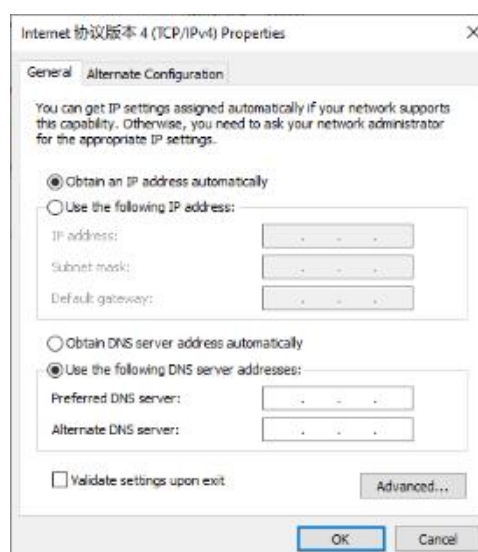 Internet 协议版本 4 (TCP/IPv4) Properties
General Alternate Configuration
You can get IP settings assigned automatically if your network supports
this capability. Otherwise, you need to ask your network administrator
for the appropriate IP settings.
Obtain an IP address automatically
Use the following IP address:
IP address:
Subnet mask:
Default gateway:
Obtain DNS server address automatically
Use the following DNS server addresses:
Preferred DNS server:
Alternate DNS server:
Validate settings upon exit
Advanced...
OK Cancel